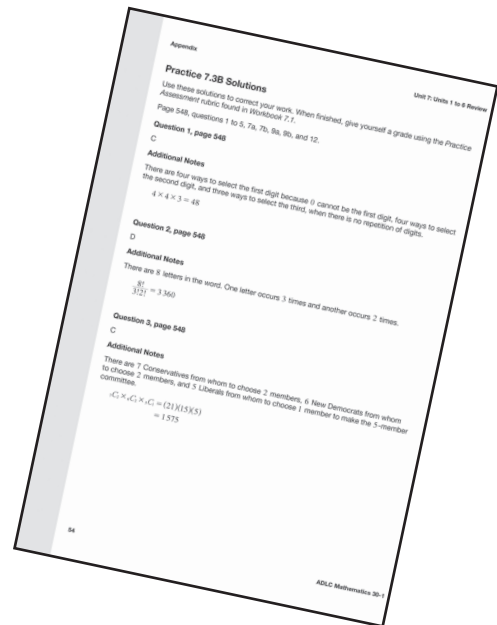 Appendix
Unit 7: Units 1 to 6 Review
Practice 7.3B Solutions
Use these solutions to correct your work. When finished, give yourself a grade using the Practice
Assessment rubric found in Workbook 7.1.
Page 548, questions 1 to 5, 7a, 7b, 9a, 9b, and 12.
Question 1, page 548
C
Additional Notes
There are four ways to select the first digit because 0 cannot be the first digit, four ways to select
the second digit, and three ways to select the third, when there is no repetition of digits.
4 × 4 × 3 = 48
Question 2, page 548
D
Additional Notes
There are 8 letters in the word. One letter occurs 3 times and another occurs 2 times.
8!/3!2! = 3 360
Question 3, page 548
C
Additional Notes
There are 7 Conservatives from whom to choose 2 members, 6 New Democrats from whom
to choose 2 members, and 5 Liberals from whom to choose 1 member to make the 5-member
committee.
₇C₂ × ₆C₂ × ₅C₁ = (21)(15)(5)
= 1 575
54
ADLC Mathematics 30-1